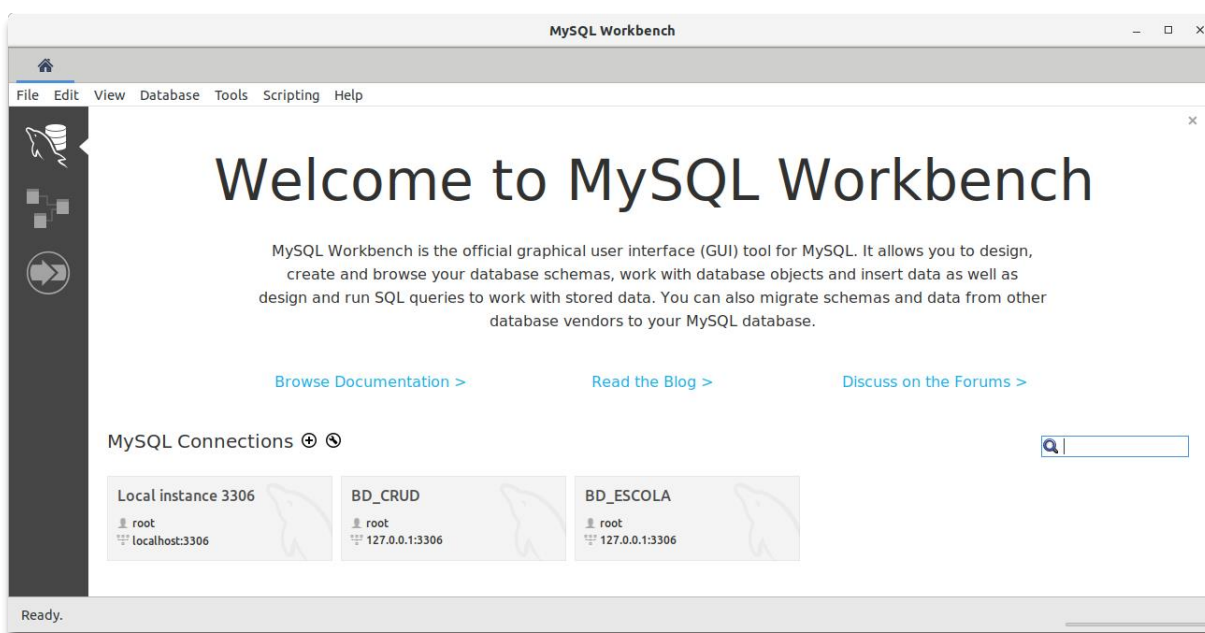 MySQL Workbench
File Edit View Database Tools Scripting Help
Welcome to MySQL Workbench
MySQL Workbench is the official graphical user interface (GUI) tool for MySQL. It allows you to design,
create and browse your database schemas, work with database objects and insert data as well as
design and run SQL queries to work with stored data. You can also migrate schemas and data from other
database vendors to your MySQL database.
Browse Documentation > Read the Blog > Discuss on the Forums >
MySQL Connections
Local instance 3306 BD_CRUD BD_ESCOLA
root root root
localhost:3306 127.0.0.1:3306 127.0.0.1:3306
Ready.